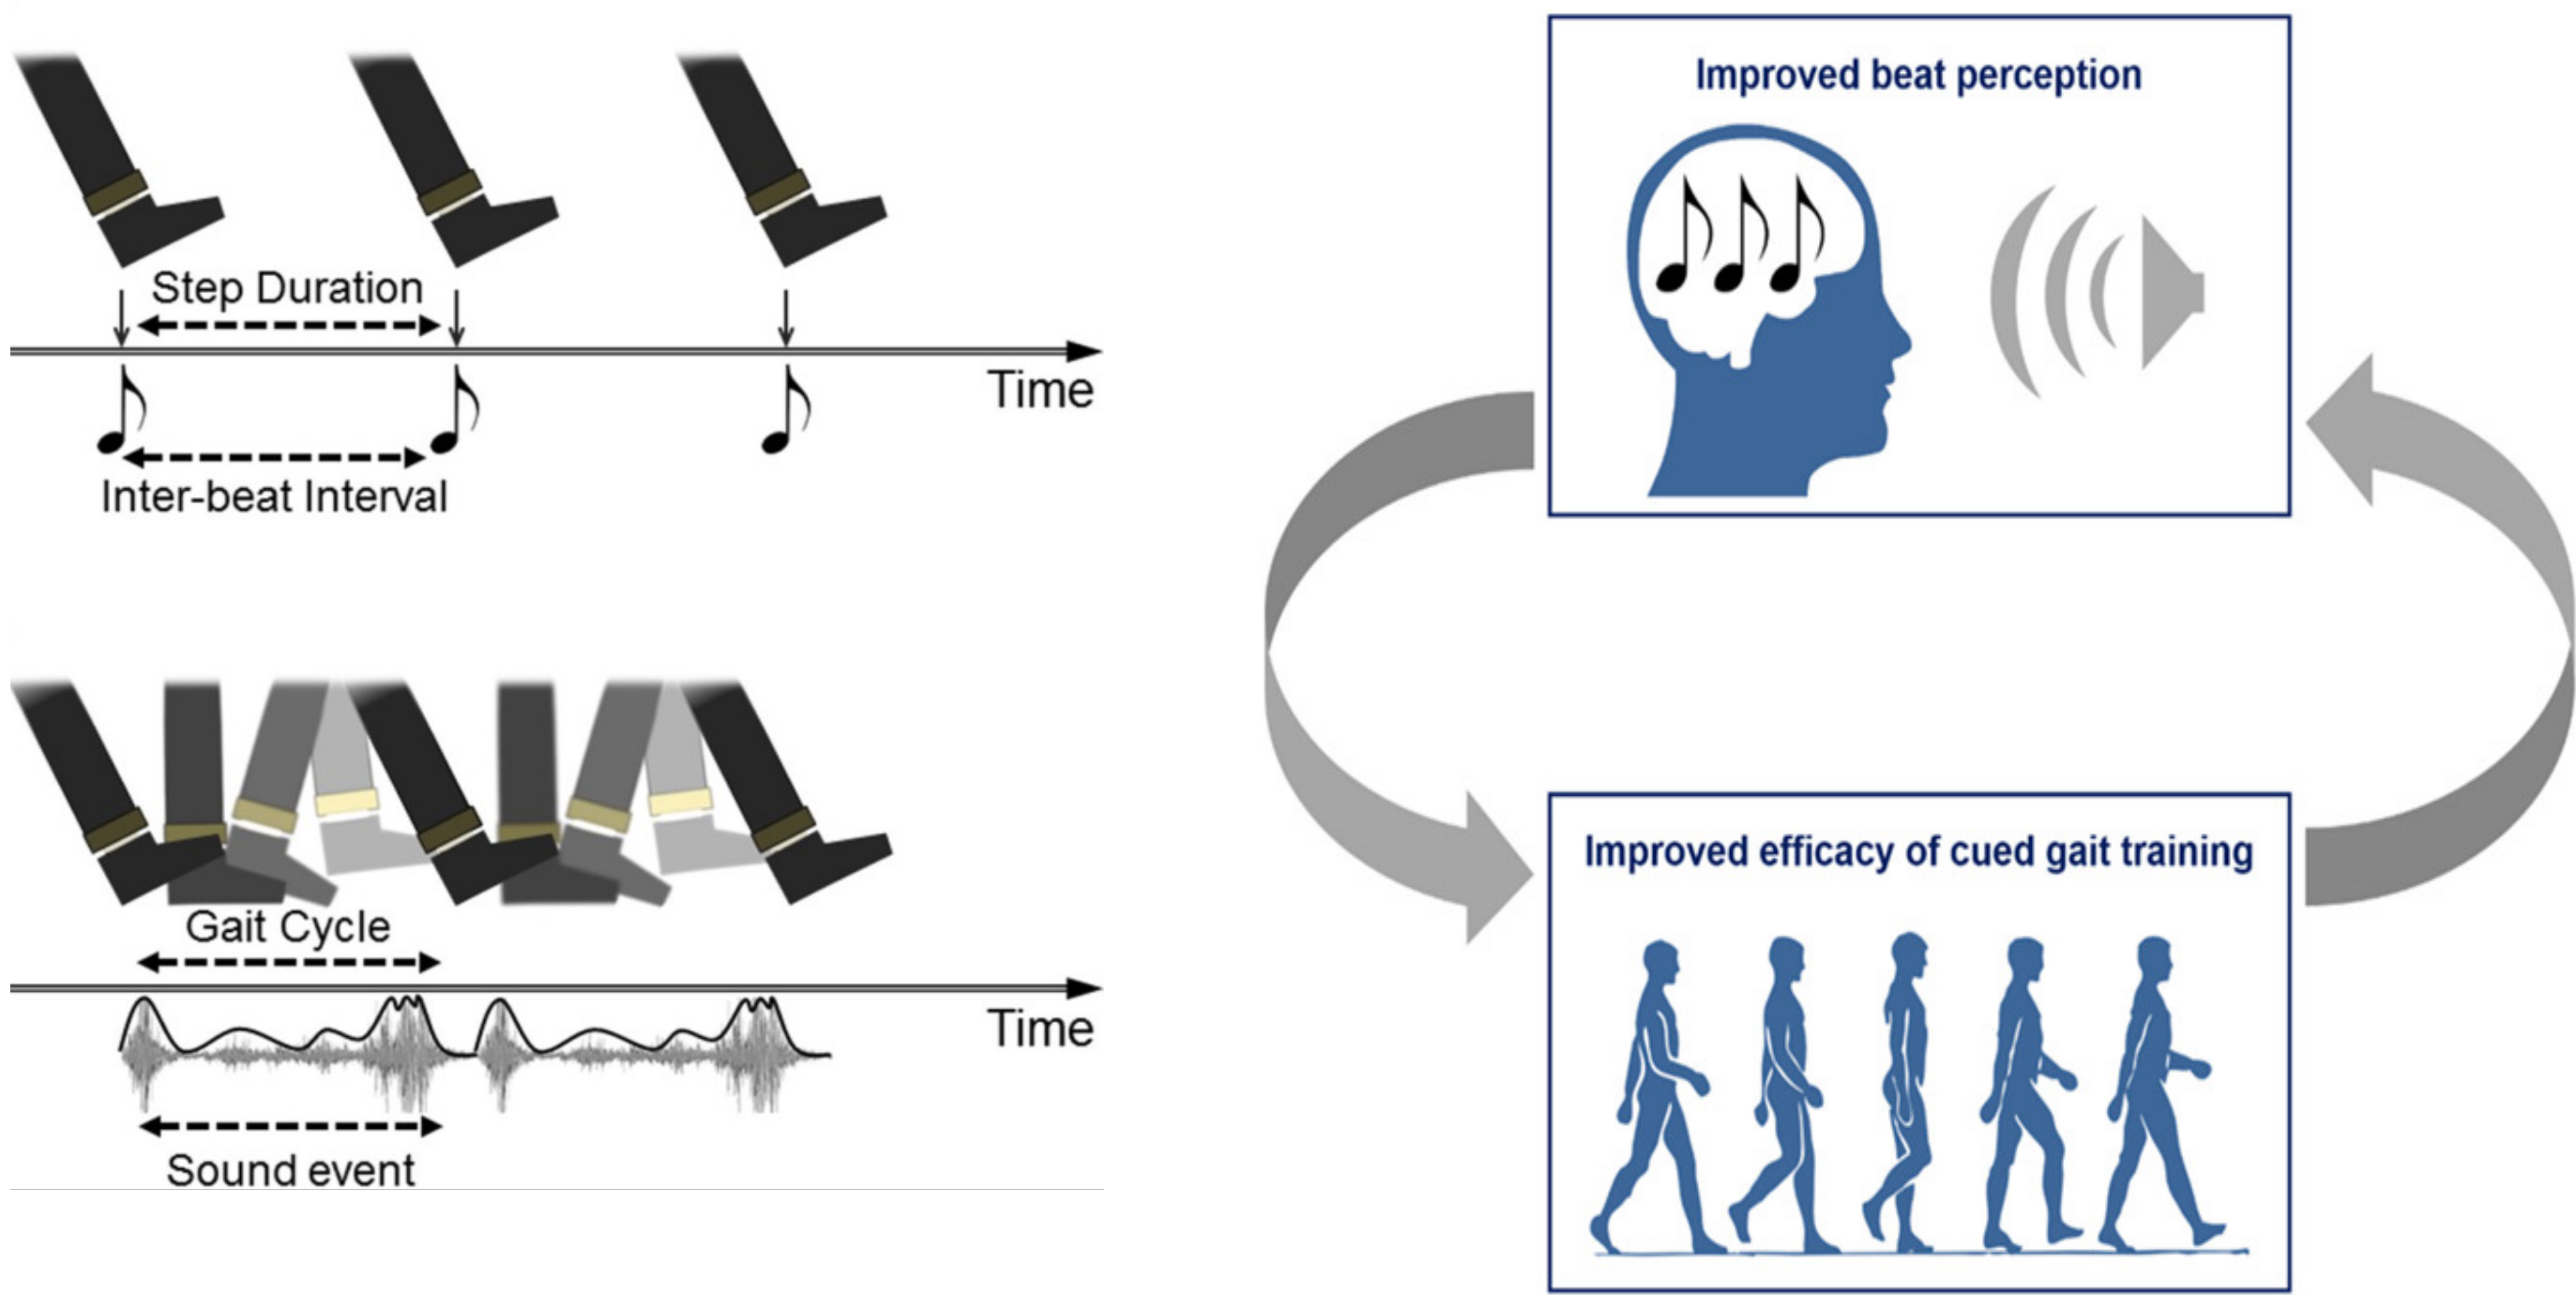 Step Duration
Time
Inter-beat Interval
Gait Cycle
Time
Sound event
Improved beat perception
Improved efficacy of cued gait training